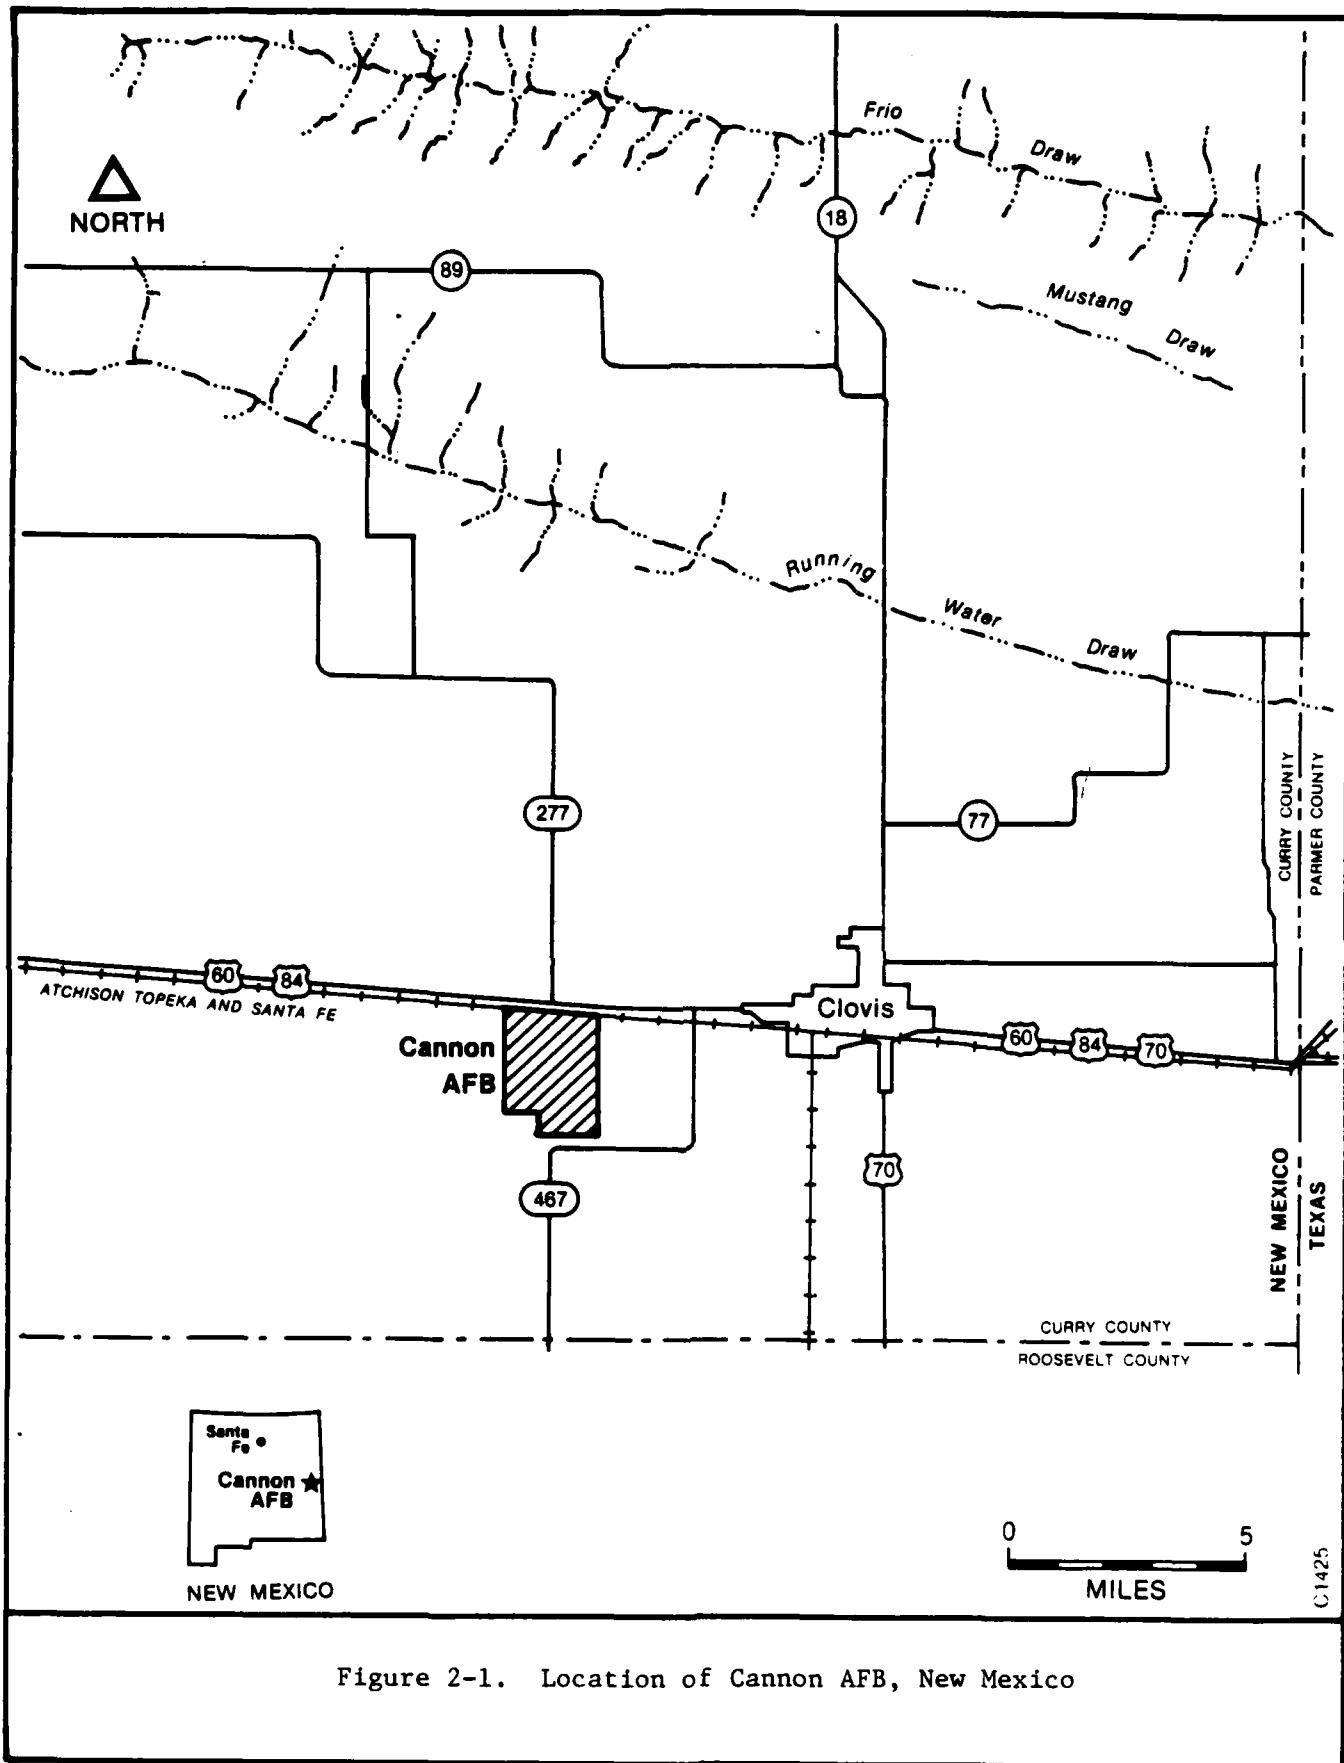 Frio
Draw
NORTH
18
89
Mustang
Draw
Running
Water
Draw
277
77
CURRY COUNTY
PARMER COUNTY
60
84
ATCHISON TOPEKA AND SANTA FE
Clovis
Cannon
AFB
60
84
70
70
467
NEW MEXICO
TEXAS
CURRY COUNTY
ROOSEVELT COUNTY
Santa
Fe
Cannon
AFB
NEW MEXICO
0
5
MILES
C1425
Figure 2-1. Location of Cannon AFB, New Mexico